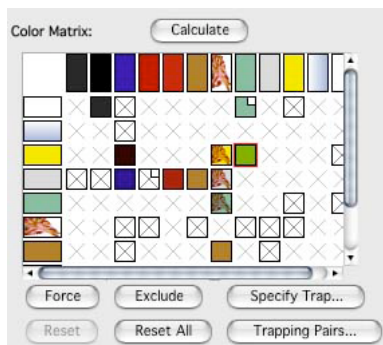 Color Matrix: Calculate
Force Exclude Specify Trap...
Reset Reset All Trapping Pairs...